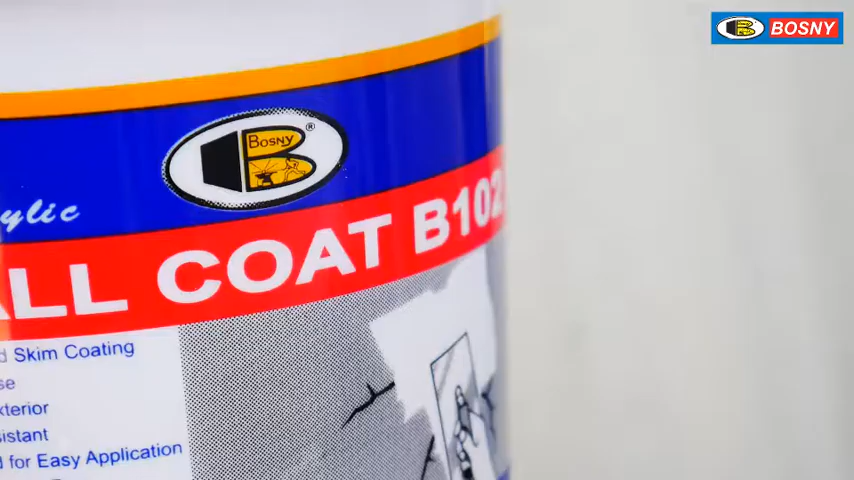 BOSNY
BOSNY
®
ylic
ALL COAT B102
d Skim Coating
se
xterior
sistant
d for Easy Application